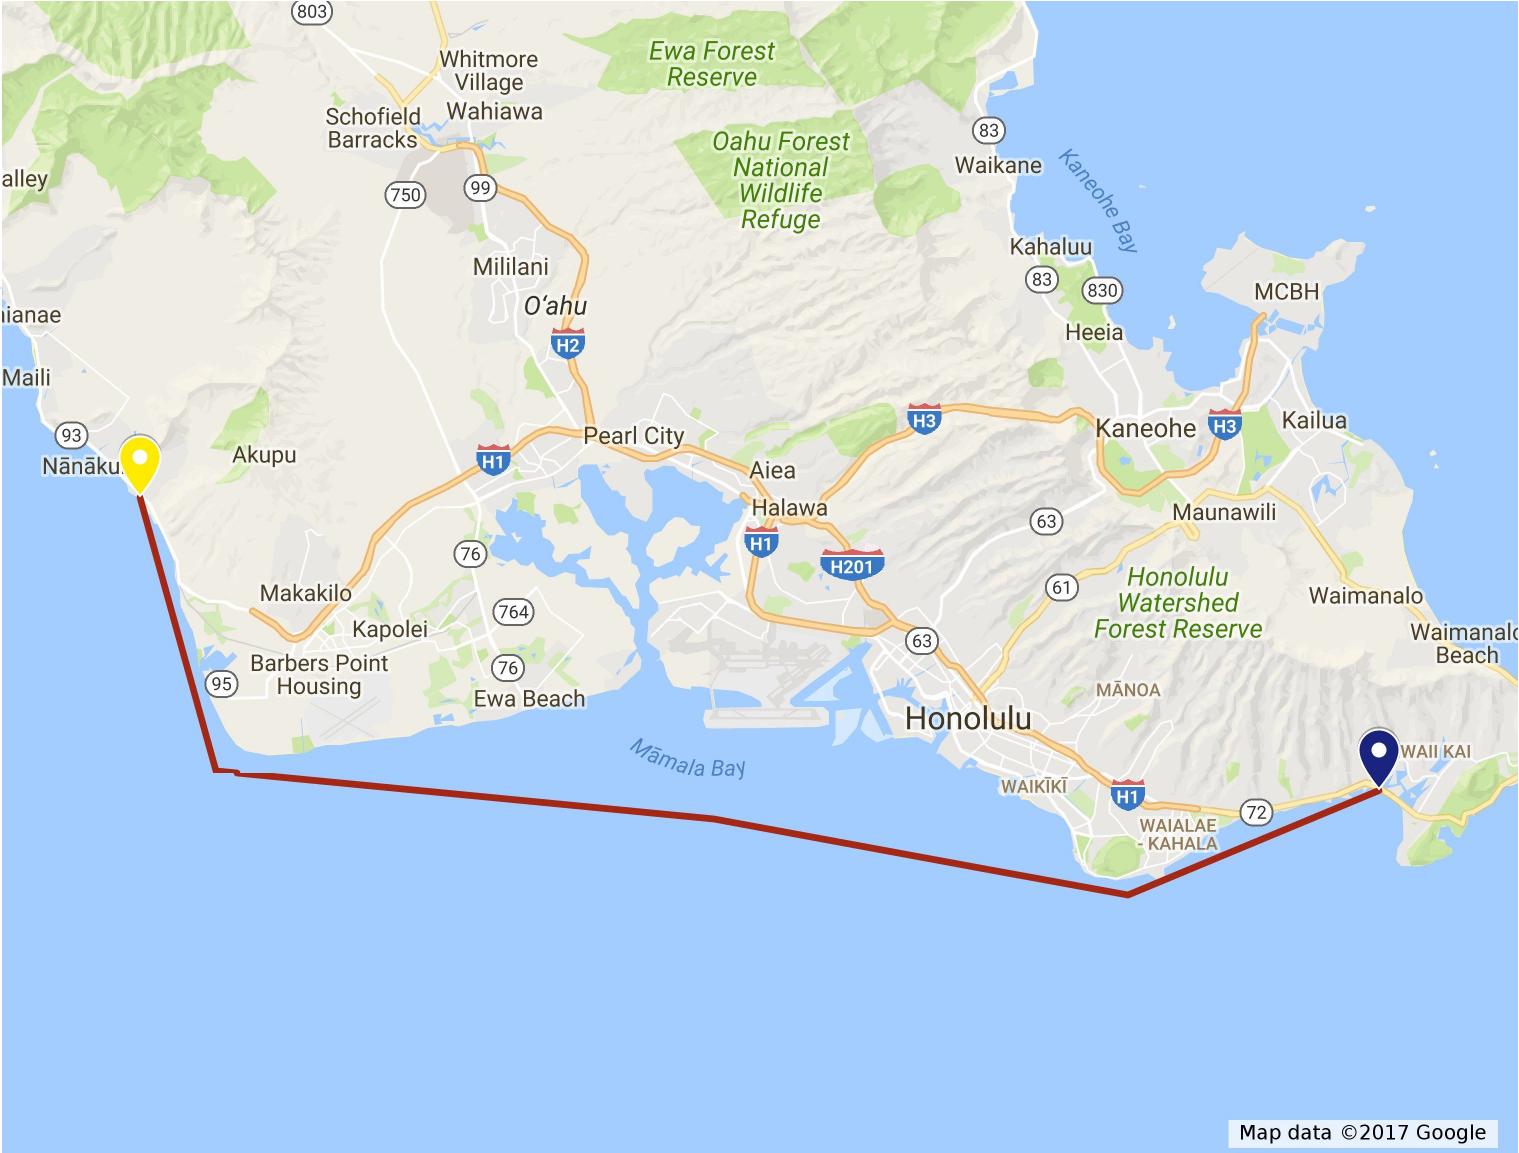 803
Whitmore
Village
Ewa Forest
Reserve
Schofield
Barracks
Wahiawa
83
Oahu Forest
National
Wildlife
Refuge
Waikane
Kaneohe Bay
alley
750
99
Kahaluu
83
830
Mililani
MCBH
O‘ahu
ianae
H2
Heeia
Maili
93
H3
H3
Kailua
Kaneohe
Pearl City
Akupu
H1
Nānāku
Aiea
Halawa
Maunawili
63
H1
76
H201
Honolulu
Watershed
Forest Reserve
61
Makakilo
764
Waimanalo
Kapolei
63
Waimanalo
Beach
Barbers Point
Housing
76
95
Ewa Beach
MĀNOA
Honolulu
Māmala Bay
WAII KAI
WAIKĪKĪ
H1
72
WAIALAE
- KAHALA
Map data ©2017 Google